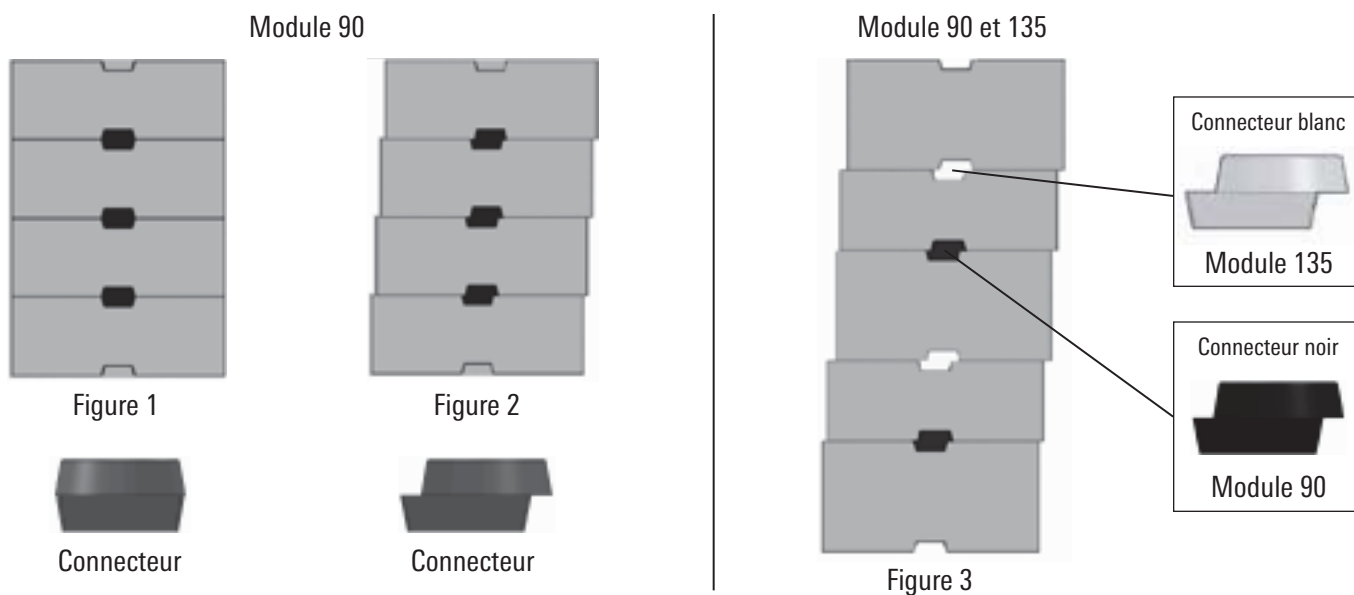 Module 90
Figure 1
Figure 2
Connecteur
Connecteur
Module 90 et 135
Figure 3
Connecteur blanc
Module 135
Connecteur noir
Module 90